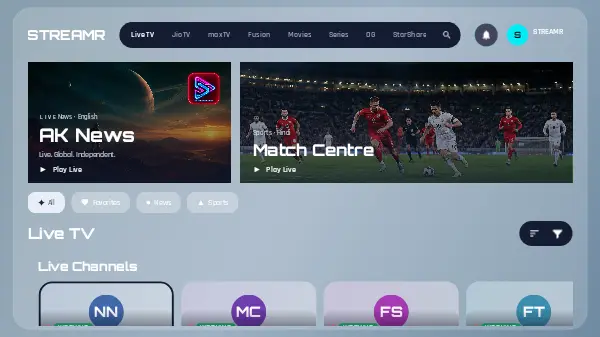 STREAMR
LiveTV
JioTV
maxTV
Fusion
Movies
Series
OG
StarShare
S
STREAMR
LIVE News · English
AK News
Live. Global. Independent.
Play Live
Sports · Hindi
Match Centre
Play Live
All
Favorites
News
Sports
Live TV
Live Channels
NN
MC
FS
FT